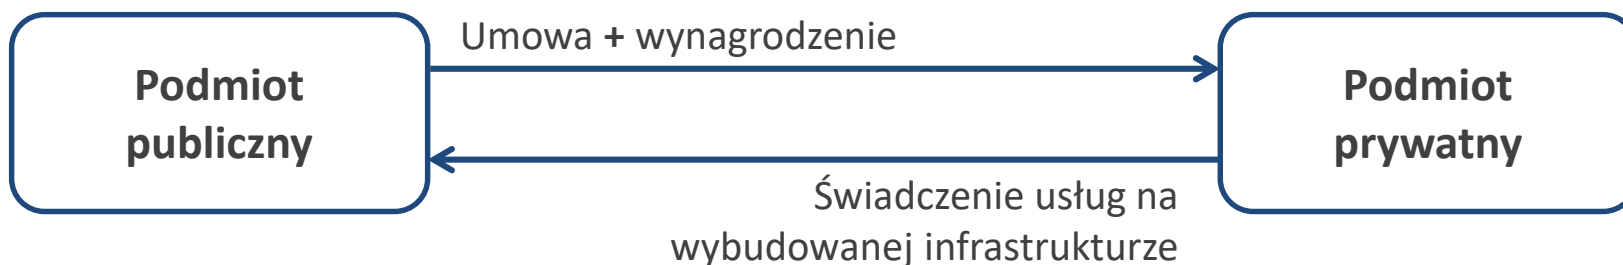 Umowa + wynagrodzenie
Podmiot
publiczny
Podmiot
prywatny
Świadczenie usług na
wybudowanej infrastrukturze